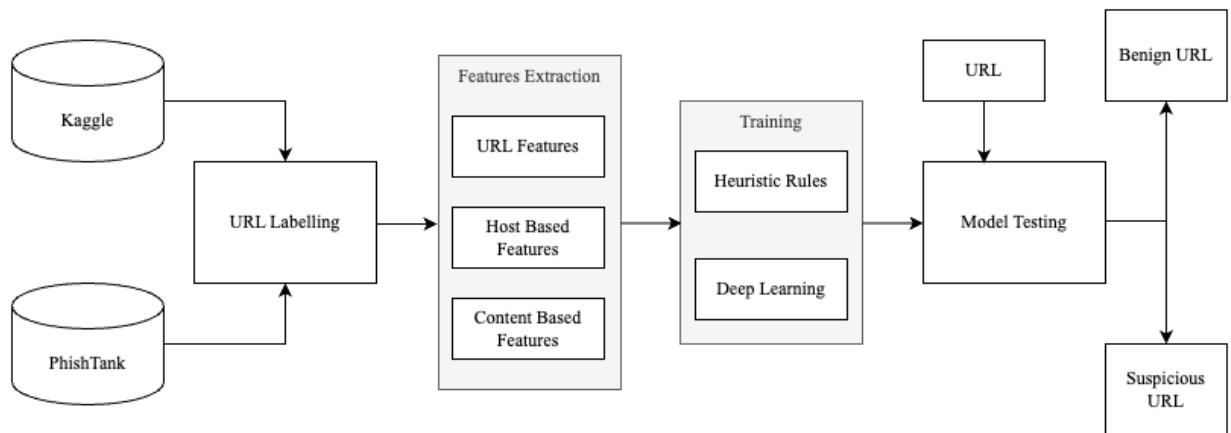 Kaggle
PhishTank
URL Labelling
Features Extraction
URL Features
Host Based
Features
Content Based
Features
Training
Heuristic Rules
Deep Learning
URL
Model Testing
Benign URL
Suspicious
URL